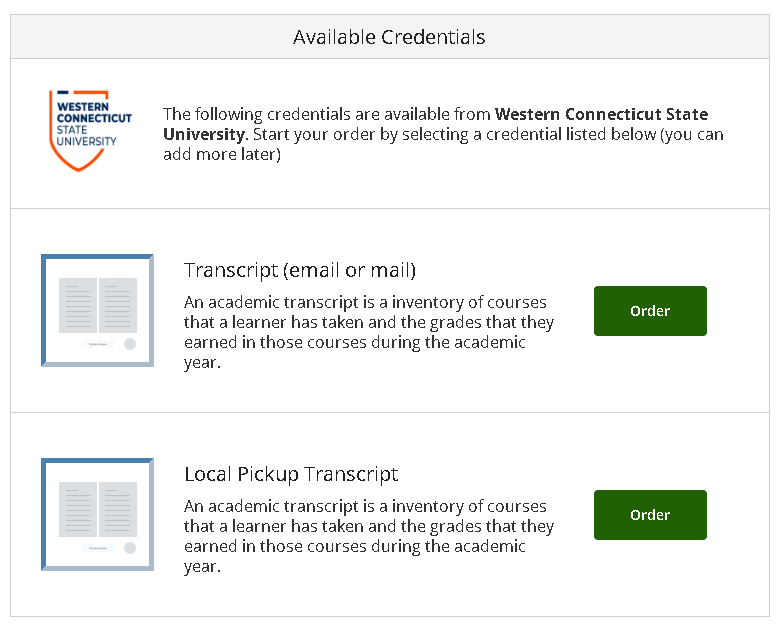 Available Credentials
WESTERN
CONNECTICUT
STATE
UNIVERSITY
The following credentials are available from Western Connecticut State
University. Start your order by selecting a credential listed below (you can
add more later)
Transcript (email or mail)
An academic transcript is a inventory of courses
that a learner has taken and the grades that they
earned in those courses during the academic
year.
Order
Local Pickup Transcript
An academic transcript is a inventory of courses
that a learner has taken and the grades that they
earned in those courses during the academic
year.
Order